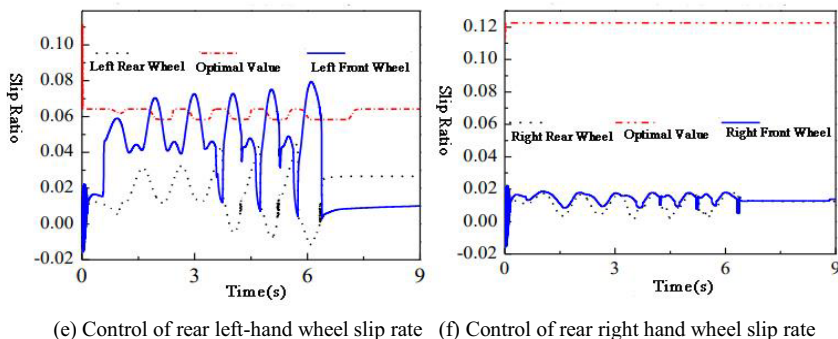 0.10
0.08
0.06
0.04
0.02
0.00
-0.02
Slip Ratio
Left Rear Wheel Optimal Value Left Front Wheel
0 3 6 9
Time(s)
0.12
0.10
0.08
0.06
0.04
0.02
0.00
-0.02
Slip Ratio
Right Rear Wheel Optimal Value Right Front Wheel
0 3 6 9
Time(s)
(e) Control of rear left-hand wheel slip rate (f) Control of rear right hand wheel slip rate